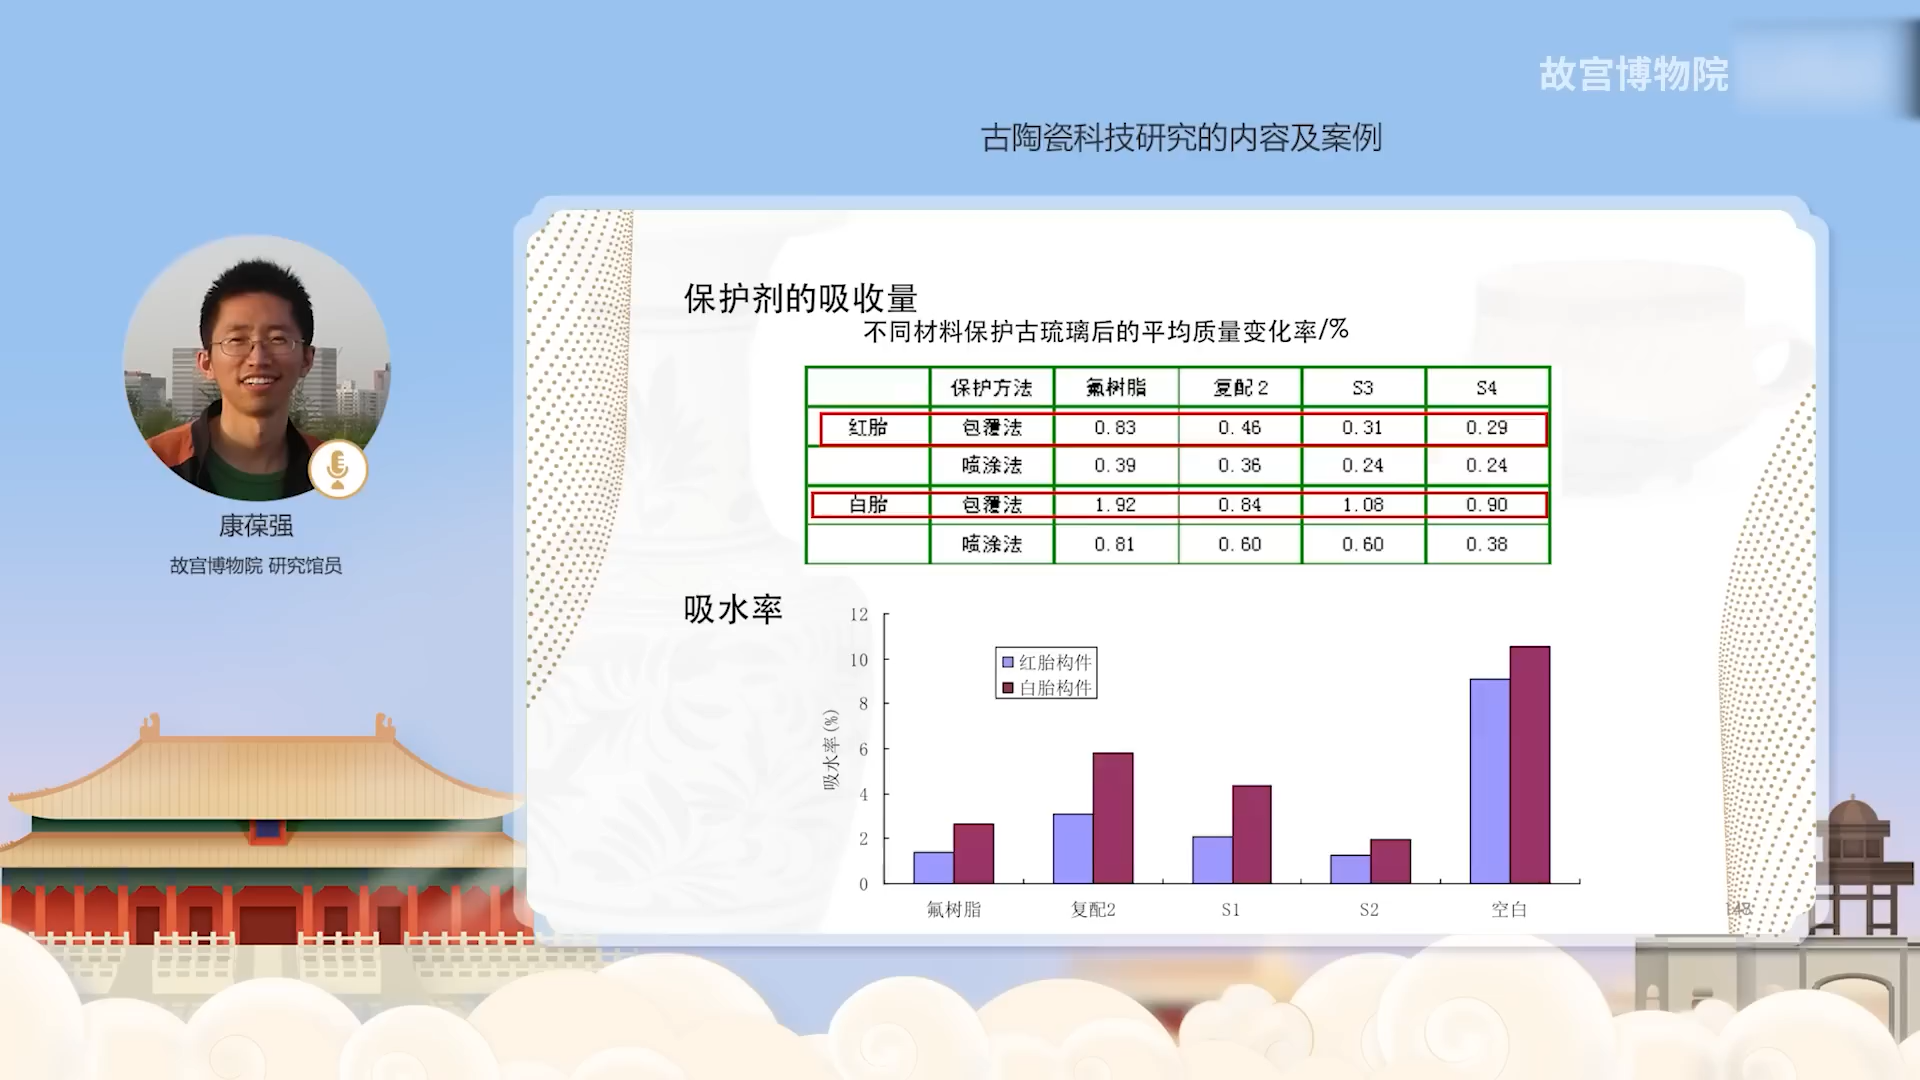 故宫博物院
古陶瓷科技研究的内容及案例
康葆强
故宫博物院 研究馆员
保护剂的吸收量
不同材料保护古琉璃后的平均质量变化率/%
保护方法 氟树脂 复配2 S3 S4
红胎 包覆法 0.83 0.46 0.31 0.29
喷涂法 0.39 0.36 0.24 0.24
白胎 包覆法 1.92 0.84 1.08 0.90
喷涂法 0.81 0.60 0.60 0.38
吸水率
吸水率(%)
12
10
8
6
4
2
0
红胎构件
白胎构件
氟树脂 复配2 S1 S2 空白